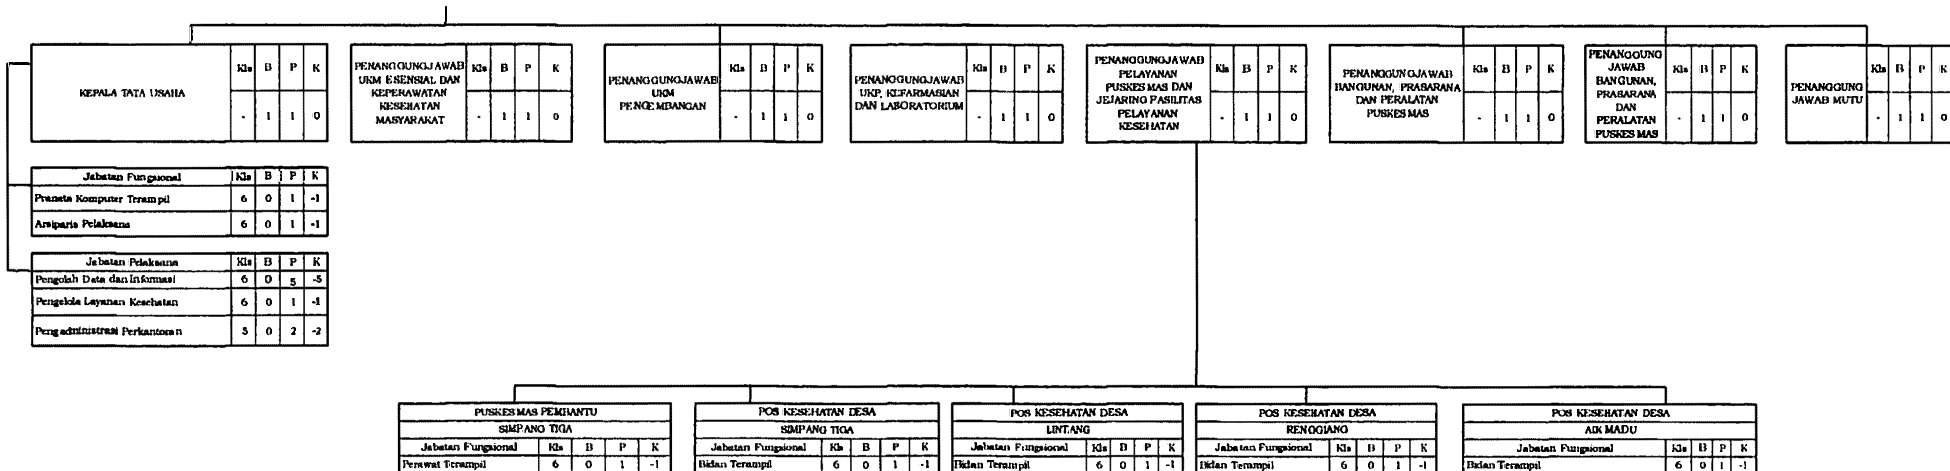 KEPALA TATA USAHA
Kls B P K
- 1 1 0
PENANGGUNGJAWAB
UKM ESENSIAL DAN
KEPERAWATAN
KESEHATAN
MASYARAKAT
Kls B P K
- 1 1 0
PENANGGUNGJAWAB
UKM
PENGEMBANGAN
Kls B P K
- 1 1 0
PENANGGUNGJAWAB
UKP, KEFARMASIAN
DAN LABORATORIUM
Kls B P K
- 1 1 0
PENANGGUNGJAWAB
PELAYANAN
PUSKESMAS DAN
JEJARING FASILITAS
PELAYANAN
KESEHATAN
Kls B P K
- 1 1 0
PENANGGUNGJAWAB
BANGUNAN, PRASARANA
DAN PERALATAN
PUSKESMAS
Kls B P K
- 1 1 0
PENANGGUNG
JAWAB
BANGUNAN,
PRASARANA
DAN
PERALATAN
PUSKESMAS
Kls B P K
- 1 1 0
PENANGGUNG
JAWAB MUTU
Kls B P K
- 1 1 0
Jabatan Fungsional Kls B P K
Pranata Komputer Terampil 6 0 1 -1
Arsiparis Pelaksana 6 0 1 -1
Jabatan Pelaksana Kls B P K
Pengolah Data dan Informasi 6 0 5 -5
Pengelola Layanan Kesehatan 6 0 1 -1
Pengadministrasi Perkantoran 5 0 2 -2
PUSKESMAS PEMBANTU
SIMPANG TIGA
Jabatan Fungsional Kls B P K
Perawat Terampil 6 0 1 -1
POS KESEHATAN DESA
SIMPANG TIGA
Jabatan Fungsional Kls B P K
Bidan Terampil 6 0 1 -1
POS KESEHATAN DESA
LINTANG
Jabatan Fungsional Kls B P K
Bidan Terampil 6 0 1 -1
POS KESEHATAN DESA
RENGGIANG
Jabatan Fungsional Kls B P K
Bidan Terampil 6 0 1 -1
POS KESEHATAN DESA
AIK MADU
Jabatan Fungsional Kls B P K
Bidan Terampil 6 0 1 -1